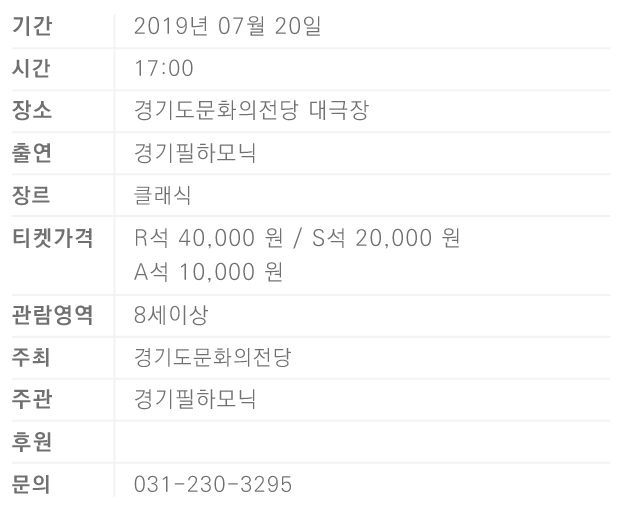 기간 2019년 07월 20일
시간 17:00
장소 경기도문화의전당 대극장
출연 경기필하모닉
장르 클래식
티켓가격 R석 40,000 원 / S석 20,000 원
A석 10,000 원
관람영역 8세이상
주최 경기도문화의전당
주관 경기필하모닉
후원
문의 031-230-3295